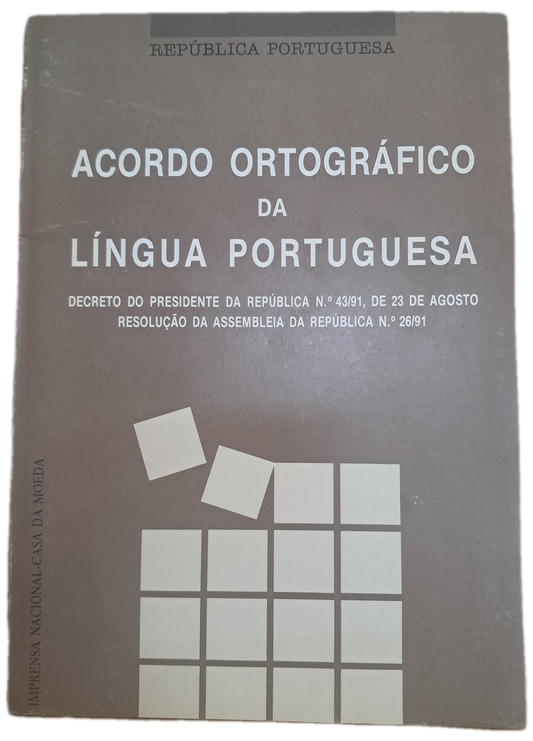 REPÚBLICA PORTUGUESA
ACORDO ORTOGRÁFICO
DA
LÍNGUA PORTUGUESA
DECRETO DO PRESIDENTE DA REPÚBLICA N.º 43/91, DE 23 DE AGOSTO
RESOLUÇÃO DA ASSEMBLEIA DA REPÚBLICA N.º 26/91
IMPRENSA NACIONAL-CASA DA MOEDA